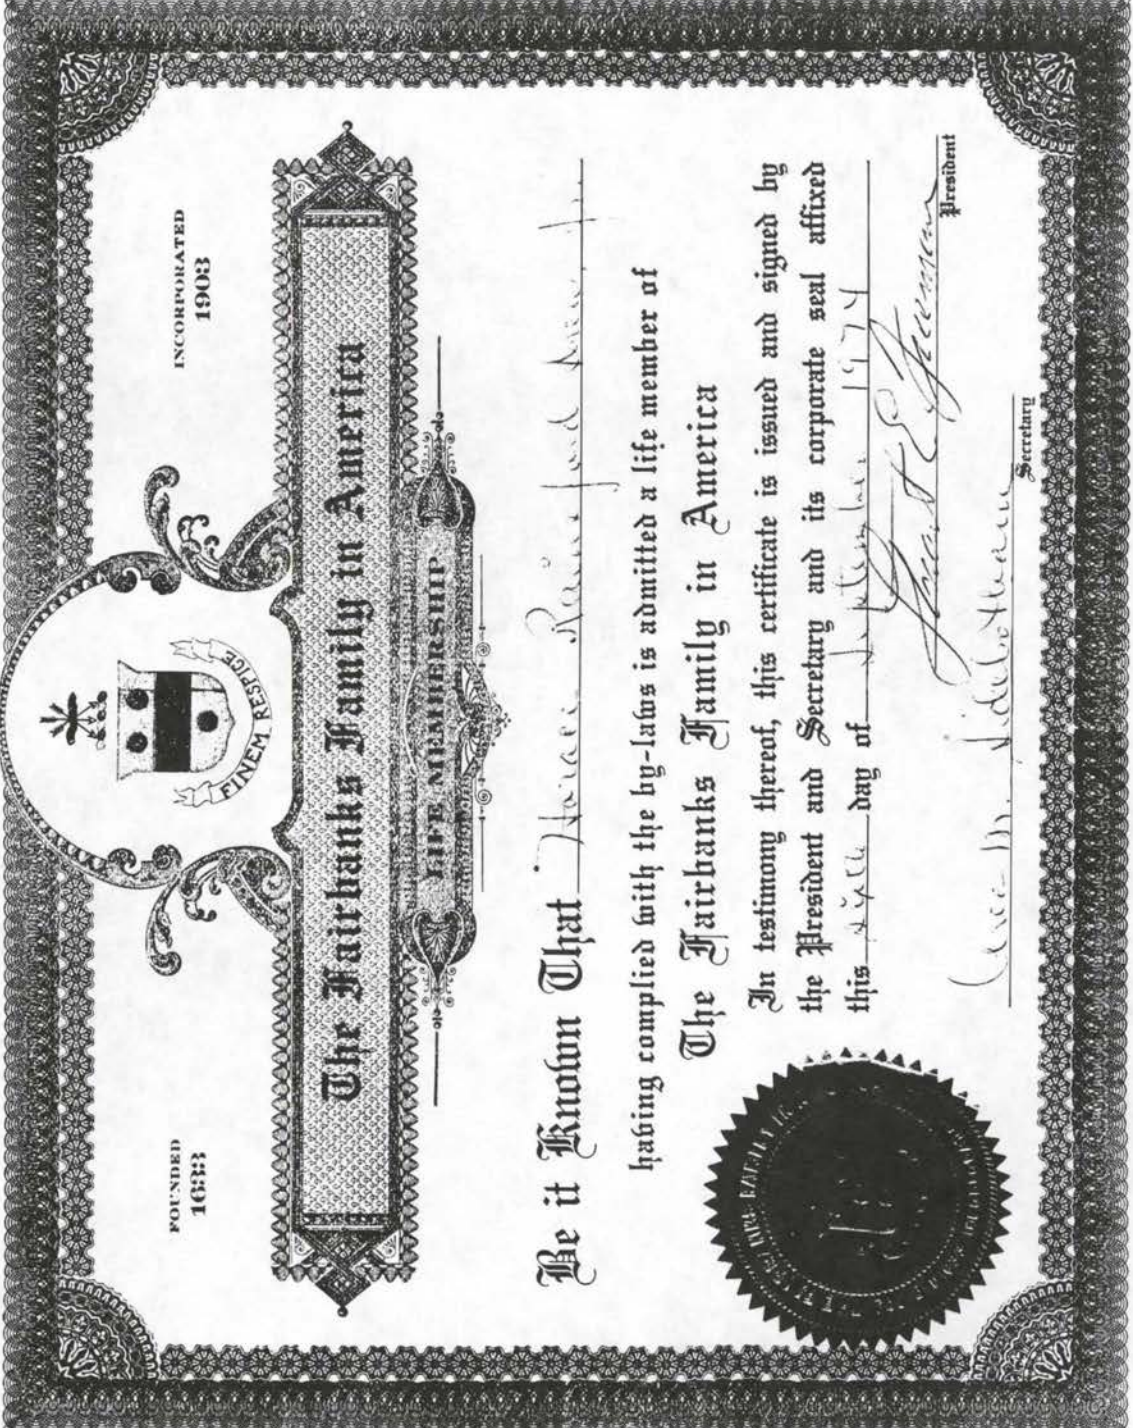 FOUNDED
1633
INCORPORATED
1903
FINEM RESPICE
The Fairbanks Family in America
LIFE MEMBERSHIP
Be it Known That Horace
having complied with the by-laws is admitted a life member of
The Fairbanks Family in America
In testimony thereof, this certificate is issued and signed by
the President and Secretary and its corporate seal affixed
this day of September 1974
President
Secretary